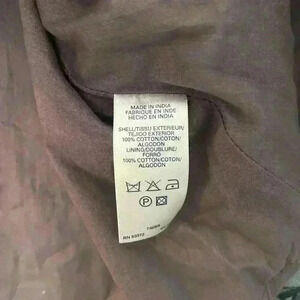 MADE IN INDIA
FABRIQUE EN INDE
HECHO EN INDIA
SHELL/TISSU EXTERIEUR/
TEJIDO EXTERIOR
100% COTTON/COTON/
ALGODON
LINING/DOUBLURE/
FORRO
100% COTTON/COTON/
ALGODON
P
RN